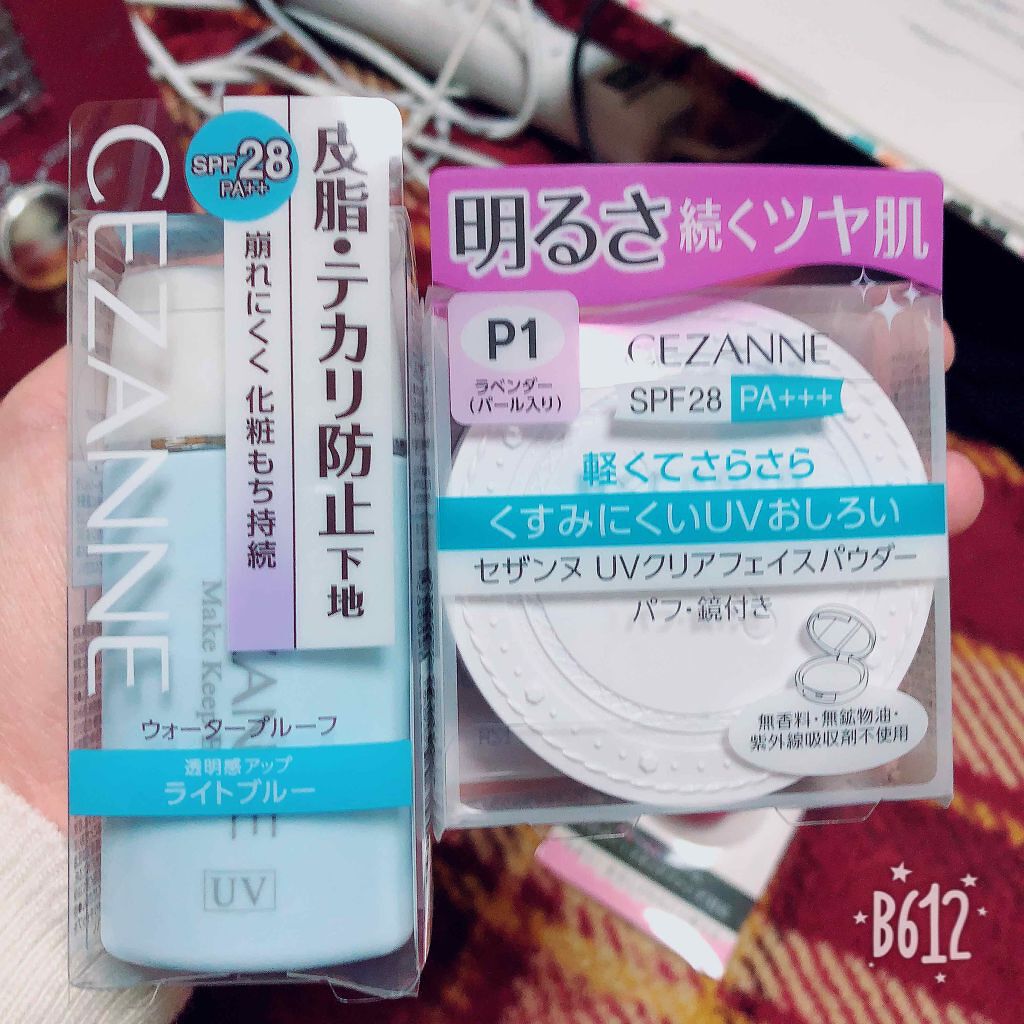 CEZANNE
SPF28
PA++
皮脂・テカリ防止下地
崩れにくく 化粧もち持続
Make Keep
ウォータープルーフ
透明感アップ
ライトブルー
UV
明るさ続くツヤ肌
P1
ラベンダー
(パール入り)
CEZANNE
SPF28 PA+++
軽くてさらさら
くすみにくいUVおしろい
セザンヌ UVクリアフェイスパウダー
パフ・鏡付き
無香料・無鉱物油・
紫外線吸収剤不使用
B612